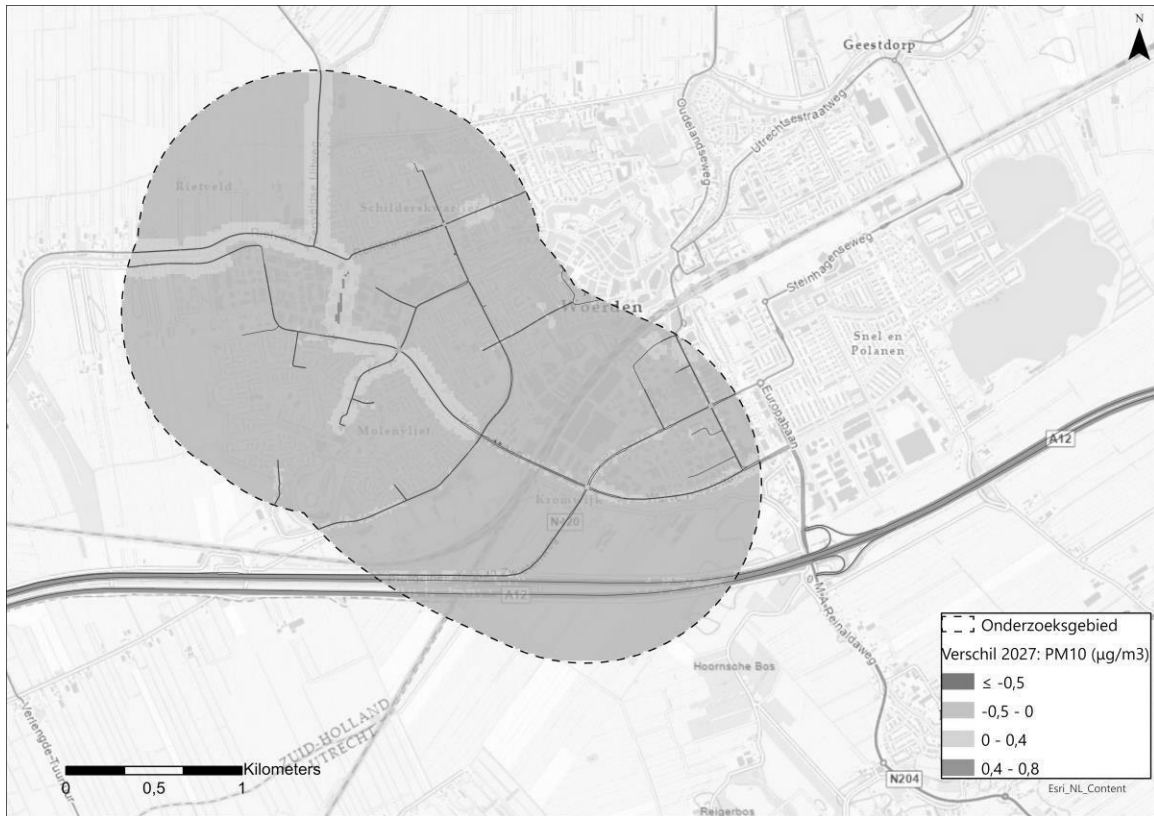 N
Geestdorp
Oudelandseweg
Utrechtsestraatweg
Rietveld
Schilderskwartier
Steinhagenseweg
Woerden
Snel en
Polanen
Europabaan
Molenvliet
A12
Kromwijk
N420
A12
M-A-Reinaldaweg
Hoornsche Bos
ZUID-HOLLAND
UTRECHT
N204
Reigerbos
Kilometers
0 0,5 1
Onderzoeksgebied
Verschil 2027: PM10 (µg/m3)
≤ -0,5
-0,5 - 0
0 - 0,4
0,4 - 0,8
Esri_NL_Content